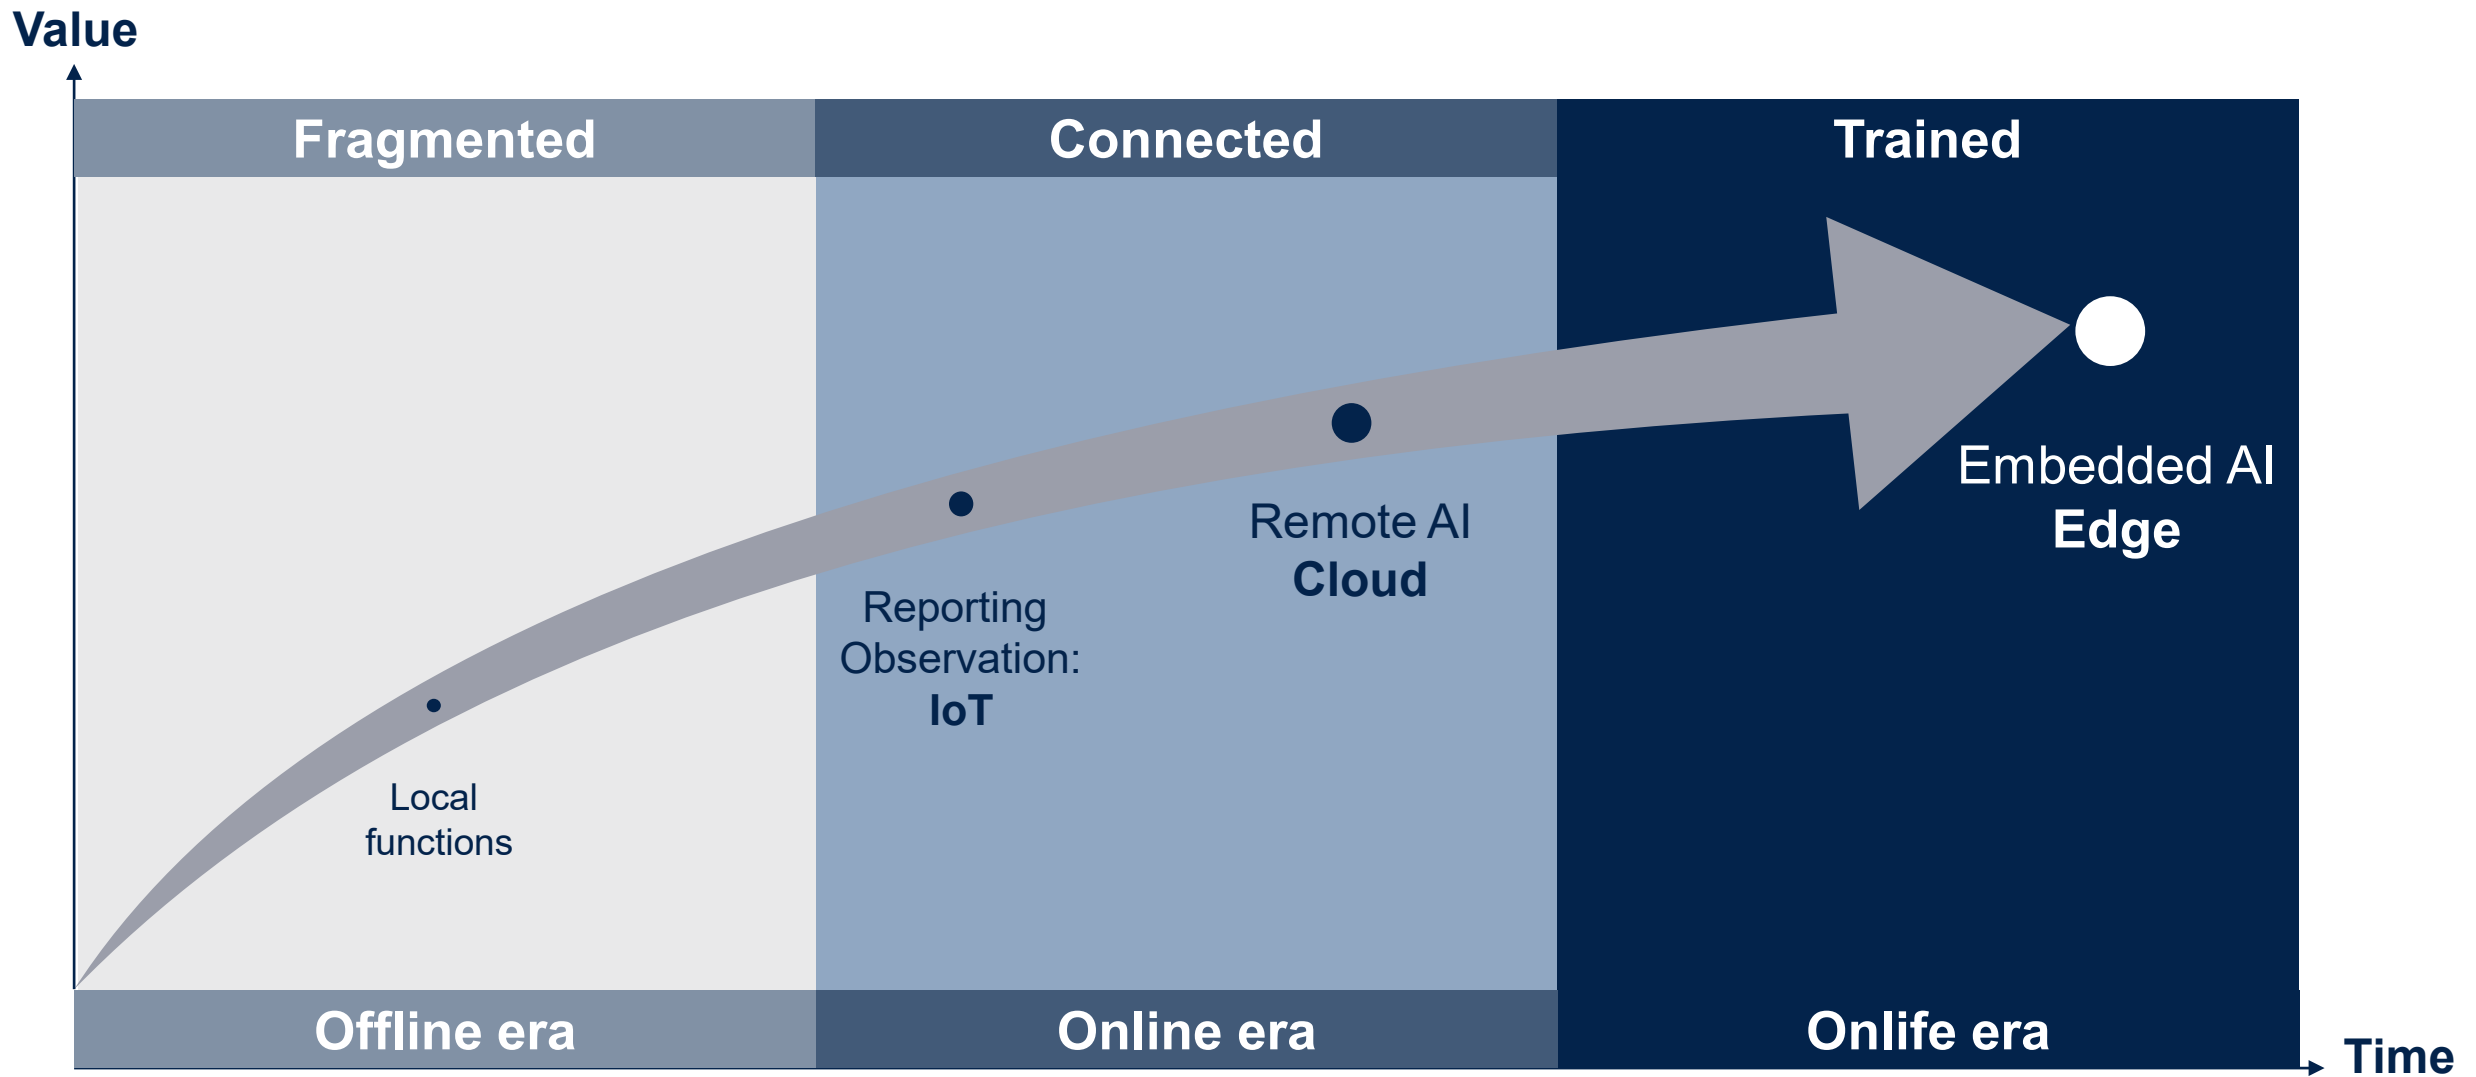 Value
Fragmented
Connected
Trained
Local
functions
Reporting
Observation:
IoT
Remote AI
Cloud
Embedded AI
Edge
Offline era
Online era
Onlife era
Time